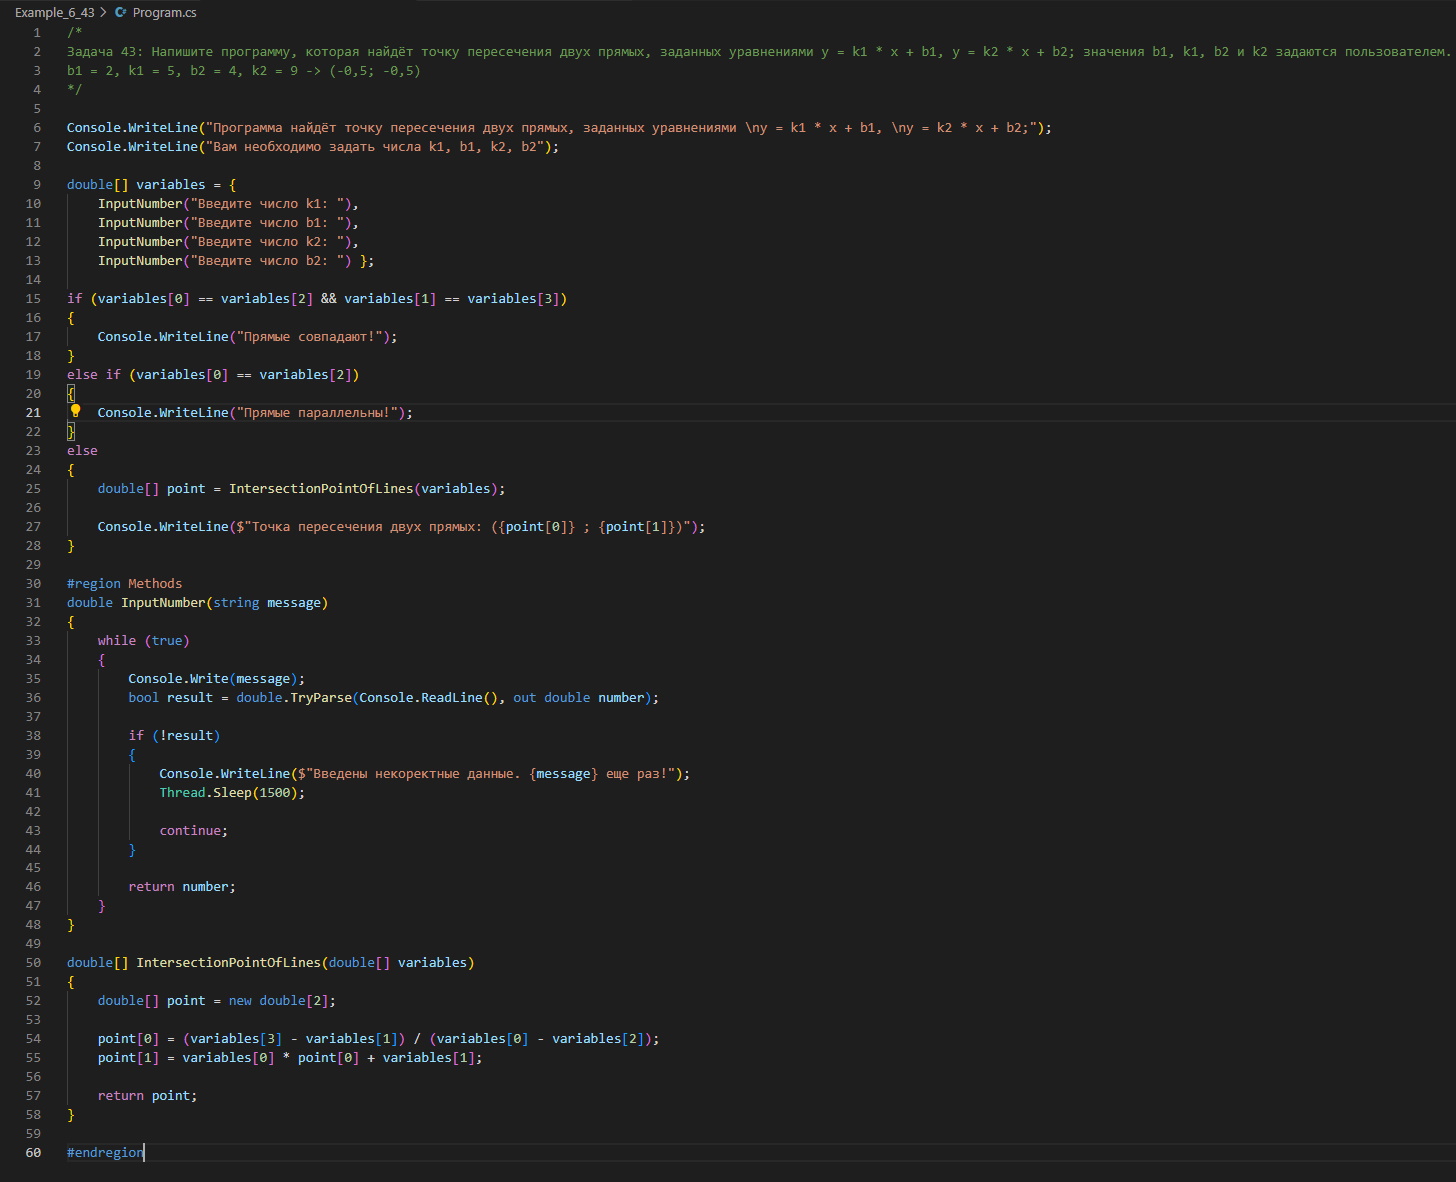 Example_6_43 > Program.cs
1 /*
2 Задача 43: Напишите программу, которая найдёт точку пересечения двух прямых, заданных уравнениями y = k1 * x + b1, y = k2 * x + b2; значения b1, k1, b2 и k2 задаются пользователем.
3 b1 = 2, k1 = 5, b2 = 4, k2 = 9 -> (-0,5; -0,5)
4 */
5
6 Console.WriteLine("Программа найдёт точку пересечения двух прямых, заданных уравнениями \ny = k1 * x + b1, \ny = k2 * x + b2;");
7 Console.WriteLine("Вам необходимо задать числа k1, b1, k2, b2");
8
9 double[] variables = {
10     InputNumber("Введите число k1: "),
11     InputNumber("Введите число b1: "),
12     InputNumber("Введите число k2: "),
13     InputNumber("Введите число b2: ") };
14
15 if (variables[0] == variables[2] && variables[1] == variables[3])
16 {
17     Console.WriteLine("Прямые совпадают!");
18 }
19 else if (variables[0] == variables[2])
20 {
21     Console.WriteLine("Прямые параллельны!");
22 }
23 else
24 {
25     double[] point = IntersectionPointOfLines(variables);
26
27     Console.WriteLine($"Точка пересечения двух прямых: ({point[0]} ; {point[1]})");
28 }
29
30 #region Methods
31 double InputNumber(string message)
32 {
33     while (true)
34     {
35         Console.Write(message);
36         bool result = double.TryParse(Console.ReadLine(), out double number);
37
38         if (!result)
39         {
40             Console.WriteLine($"Введены некоректные данные. {message} еще раз!");
41             Thread.Sleep(1500);
42
43             continue;
44         }
45
46         return number;
47     }
48 }
49
50 double[] IntersectionPointOfLines(double[] variables)
51 {
52     double[] point = new double[2];
53
54     point[0] = (variables[3] - variables[1]) / (variables[0] - variables[2]);
55     point[1] = variables[0] * point[0] + variables[1];
56
57     return point;
58 }
59
60 #endregion